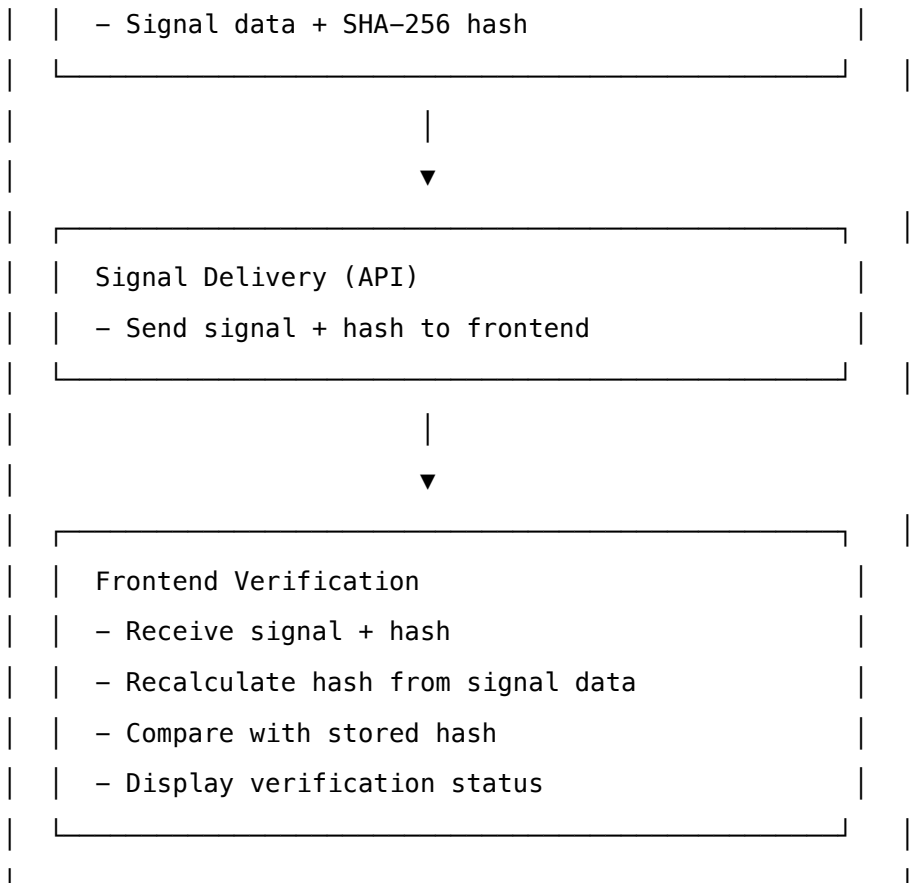 – Signal data + SHA–256 hash
Signal Delivery (API)
– Send signal + hash to frontend
Frontend Verification
– Receive signal + hash
– Recalculate hash from signal data
– Compare with stored hash
– Display verification status